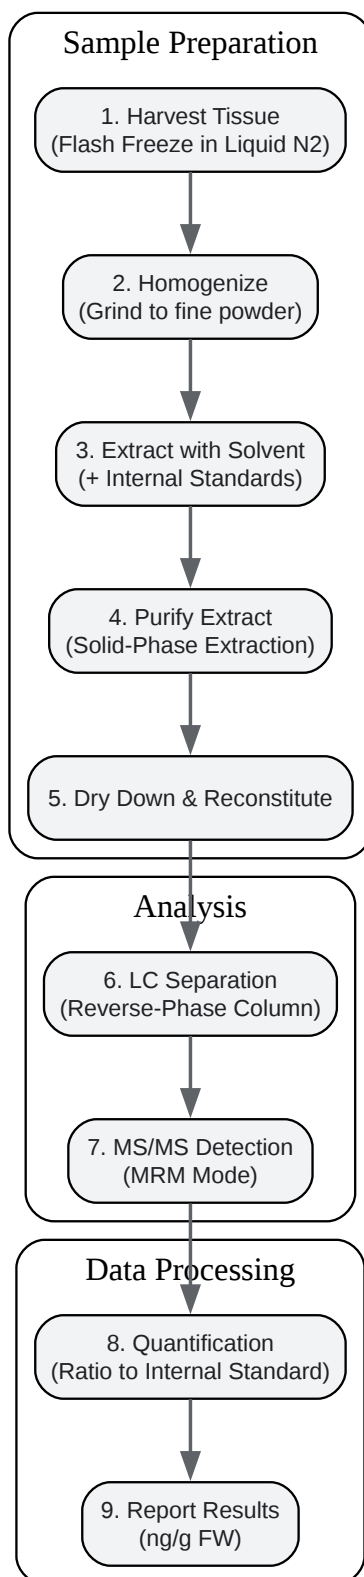 Sample Preparation
1. Harvest Tissue
(Flash Freeze in Liquid N2)
2. Homogenize
(Grind to fine powder)
3. Extract with Solvent
(+ Internal Standards)
4. Purify Extract
(Solid-Phase Extraction)
5. Dry Down & Reconstitute
Analysis
6. LC Separation
(Reverse-Phase Column)
7. MS/MS Detection
(MRM Mode)
Data Processing
8. Quantification
(Ratio to Internal Standard)
9. Report Results
(ng/g FW)